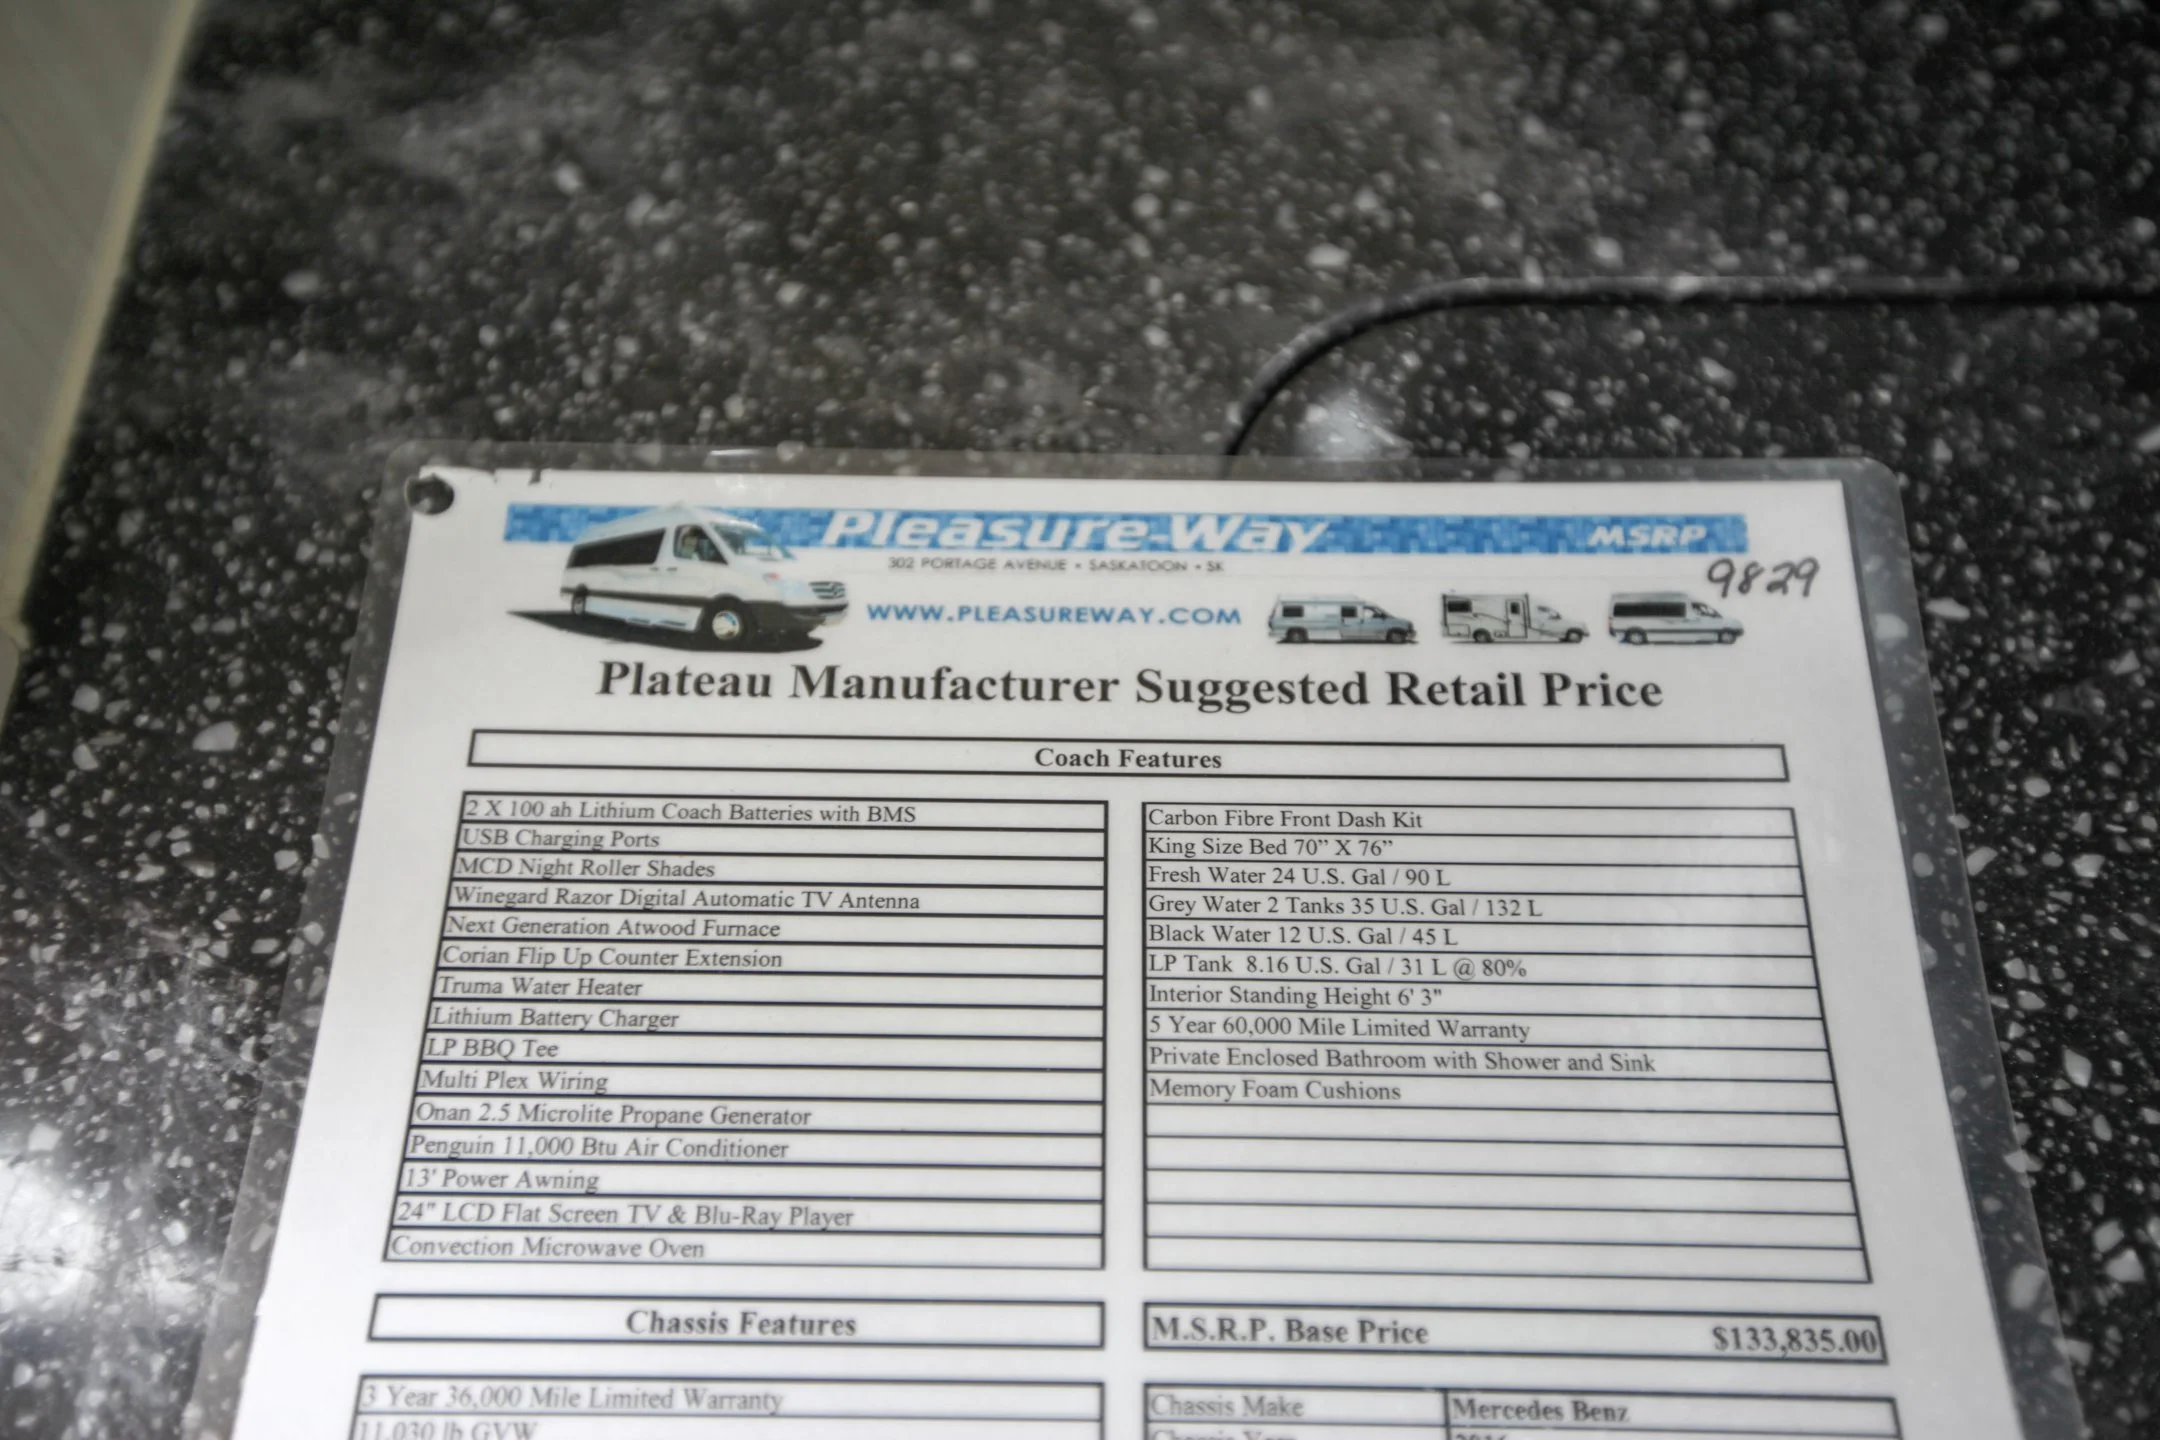 Pleasure-Way MSRP
302 PORTAGE AVENUE • SASKATOON • SK
9829
WWW.PLEASUREWAY.COM
Plateau Manufacturer Suggested Retail Price
Coach Features
2 X 100 ah Lithium Coach Batteries with BMS
USB Charging Ports
MCD Night Roller Shades
Winegard Razor Digital Automatic TV Antenna
Next Generation Atwood Furnace
Corian Flip Up Counter Extension
Truma Water Heater
Lithium Battery Charger
LP BBQ Tee
Multi Plex Wiring
Onan 2.5 Microlite Propane Generator
Penguin 11,000 Btu Air Conditioner
13' Power Awning
24" LCD Flat Screen TV & Blu-Ray Player
Convection Microwave Oven
Carbon Fibre Front Dash Kit
King Size Bed 70” X 76”
Fresh Water 24 U.S. Gal / 90 L
Grey Water 2 Tanks 35 U.S. Gal / 132 L
Black Water 12 U.S. Gal / 45 L
LP Tank 8.16 U.S. Gal / 31 L @ 80%
Interior Standing Height 6' 3"
5 Year 60,000 Mile Limited Warranty
Private Enclosed Bathroom with Shower and Sink
Memory Foam Cushions
Chassis Features
3 Year 36,000 Mile Limited Warranty
11,030 lb GVW
M.S.R.P. Base Price $133,835.00
Chassis Make Mercedes Benz